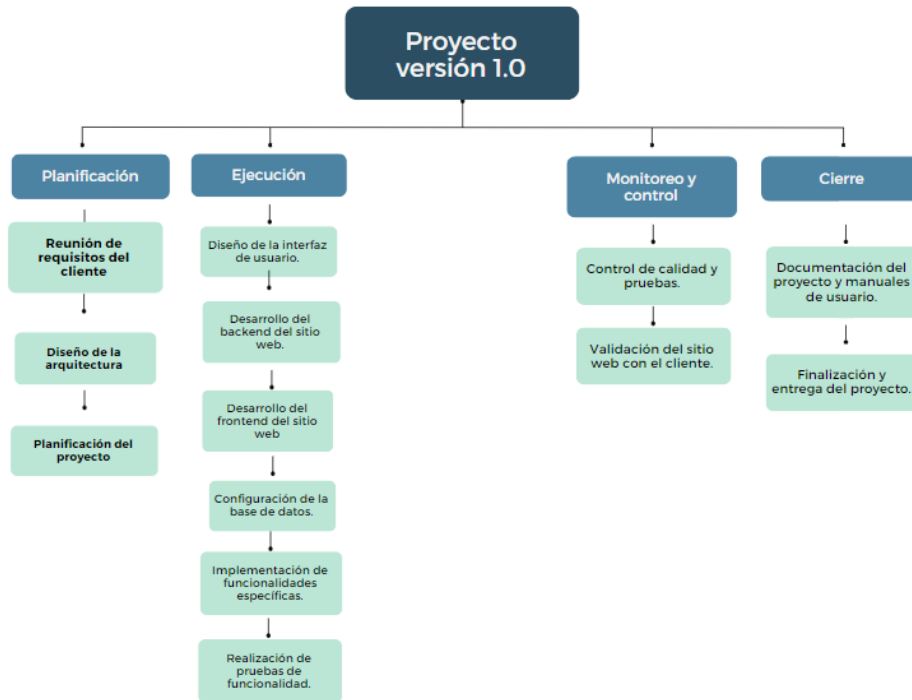 Proyecto
versión 1.0
Planificación
Reunión de
requisitos del
cliente
Diseño de la
arquitectura
Planificación del
proyecto
Ejecución
Diseño de la interfaz
de usuario.
Desarrollo del
backend del sitio
web.
Desarrollo del
frontend del sitio
web
Configuración de la
base de datos.
Implementación de
funcionalidades
específicas.
Realización de
pruebas de
funcionalidad.
Monitoreo y
control
Control de calidad y
pruebas.
Validación del sitio
web con el cliente.
Cierre
Documentación del
proyecto y manuales
de usuario.
Finalización y
entrega del proyecto.